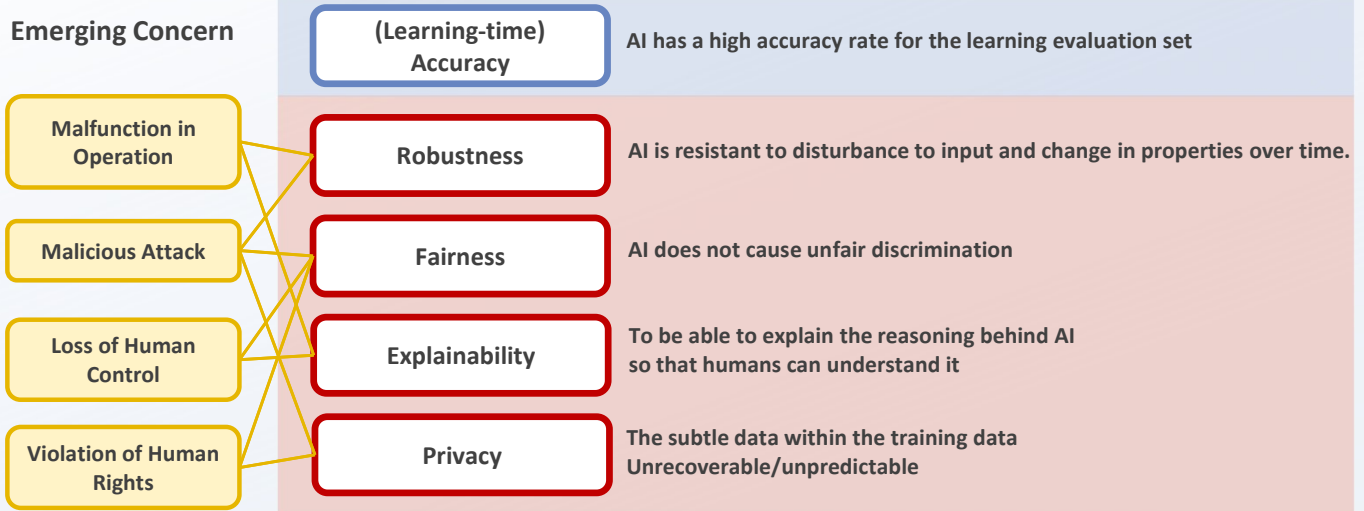 Emerging Concern
(Learning-time)
Accuracy
AI has a high accuracy rate for the learning evaluation set
Malfunction in
Operation
Robustness
AI is resistant to disturbance to input and change in properties over time.
Malicious Attack
Fairness
AI does not cause unfair discrimination
Loss of Human
Control
Explainability
To be able to explain the reasoning behind AI
so that humans can understand it
Violation of Human
Rights
Privacy
The subtle data within the training data
Unrecoverable/unpredictable